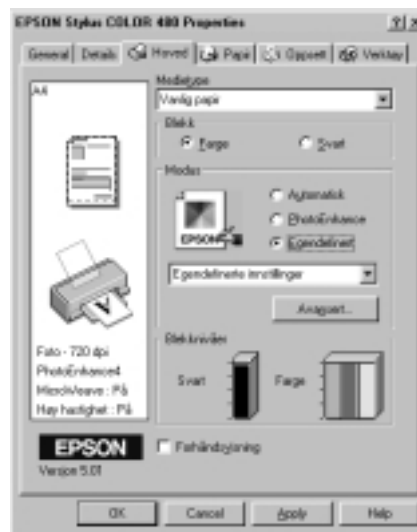 EPSON Stylus COLOR 480 Properties
General Details Hoved Papir Oppsett Verktøy
A4
Medietype
Vanlig papir
Blekk
Farge Svart
Modus
Automatisk
PhotoEnhance
EPSON
Egendefinert
Egendefinerte innstillinger
Avansert...
Foto - 720 dpi
PhotoEnhance4
MicroWeave : På
Høy hastighet : På
Blekknivåer
Svart Farge
EPSON
Versjon 5.01
Forhåndsvisning
OK Cancel Apply Help